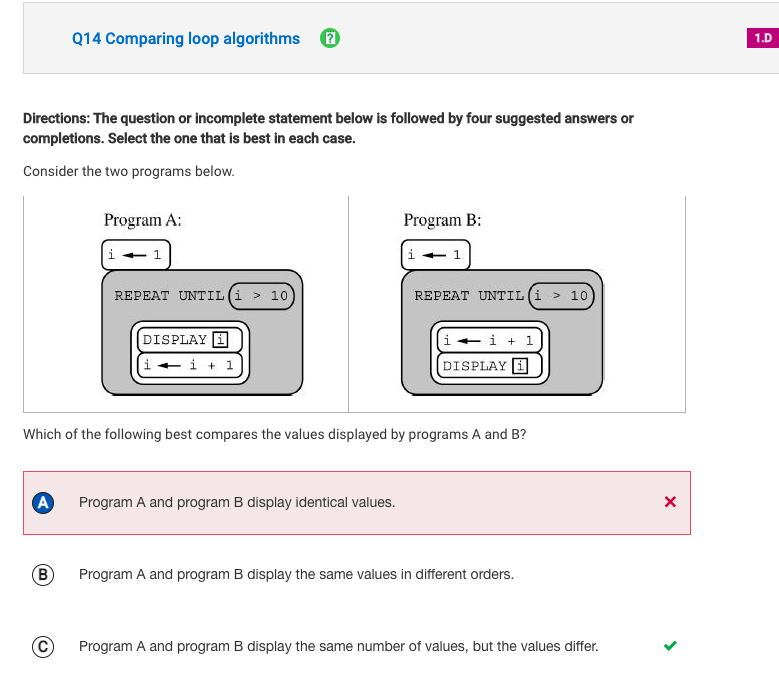 Q14 Comparing loop algorithms
1.D
Directions: The question or incomplete statement below is followed by four suggested answers or
completions. Select the one that is best in each case.
Consider the two programs below.
Program A:
i ← 1
REPEAT UNTIL i > 10
DISPLAY i
i ← i + 1
Program B:
i ← 1
REPEAT UNTIL i > 10
i ← i + 1
DISPLAY i
Which of the following best compares the values displayed by programs A and B?
A Program A and program B display identical values.
B Program A and program B display the same values in different orders.
C Program A and program B display the same number of values, but the values differ.